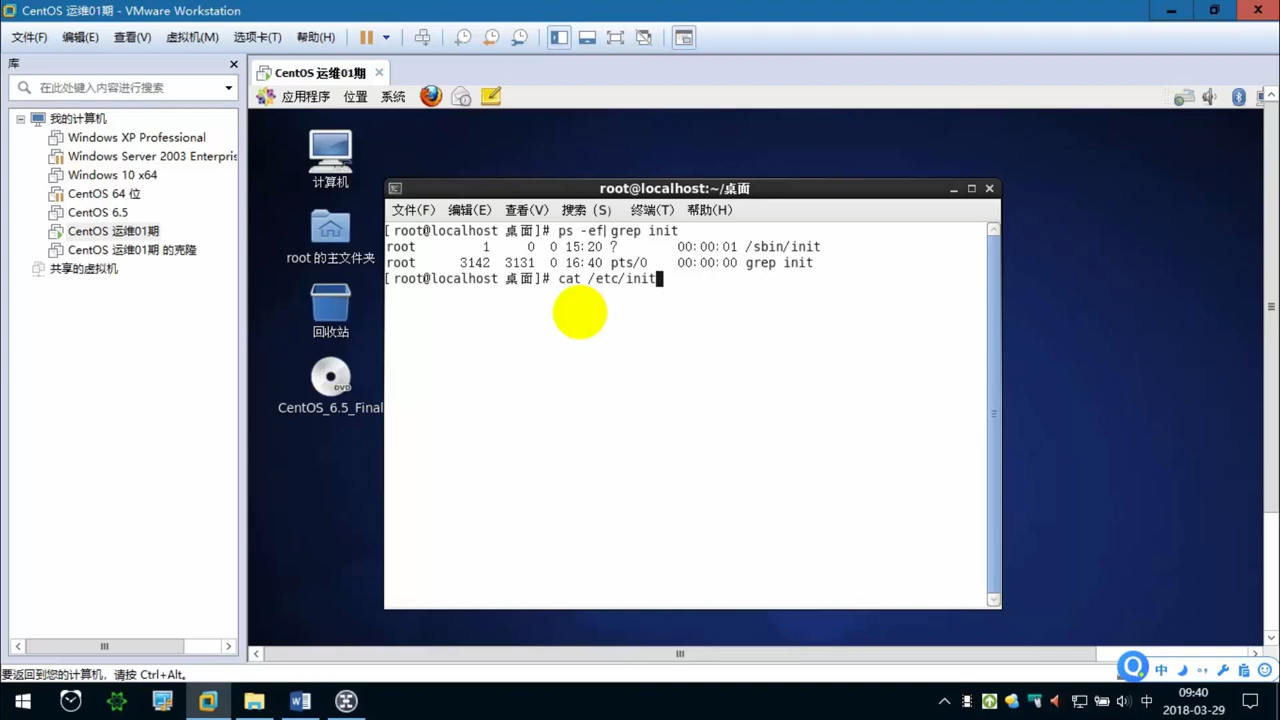 CentOS 运维01期 - VMware Workstation
文件(F) 编辑(E) 查看(V) 虚拟机(M) 选项卡(T) 帮助(H)
库
在此处键入内容进行搜索
我的计算机
Windows XP Professional
Windows Server 2003 Enterpris
Windows 10 x64
CentOS 64 位
CentOS 6.5
CentOS 运维01期
CentOS 运维01期 的克隆
共享的虚拟机
CentOS 运维01期
应用程序 位置 系统
计算机
root 的主文件夹
回收站
DVD
CentOS_6.5_Final
root@localhost:~/桌面
文件(F) 编辑(E) 查看(V) 搜索 (S) 终端(T) 帮助(H)
[root@localhost 桌面]# ps -ef| grep init
root 1 0 0 15:20 ? 00:00:01 /sbin/init
root 3142 3131 0 16:40 pts/0 00:00:00 grep init
[root@localhost 桌面]# cat /etc/init
要返回到您的计算机，请按 Ctrl+Alt。
中
中
09:40
2018-03-29